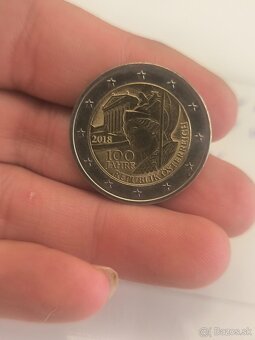 2018
100
JAHRE
REPUBLIK ÖSTERREICH
© Bazos.sk